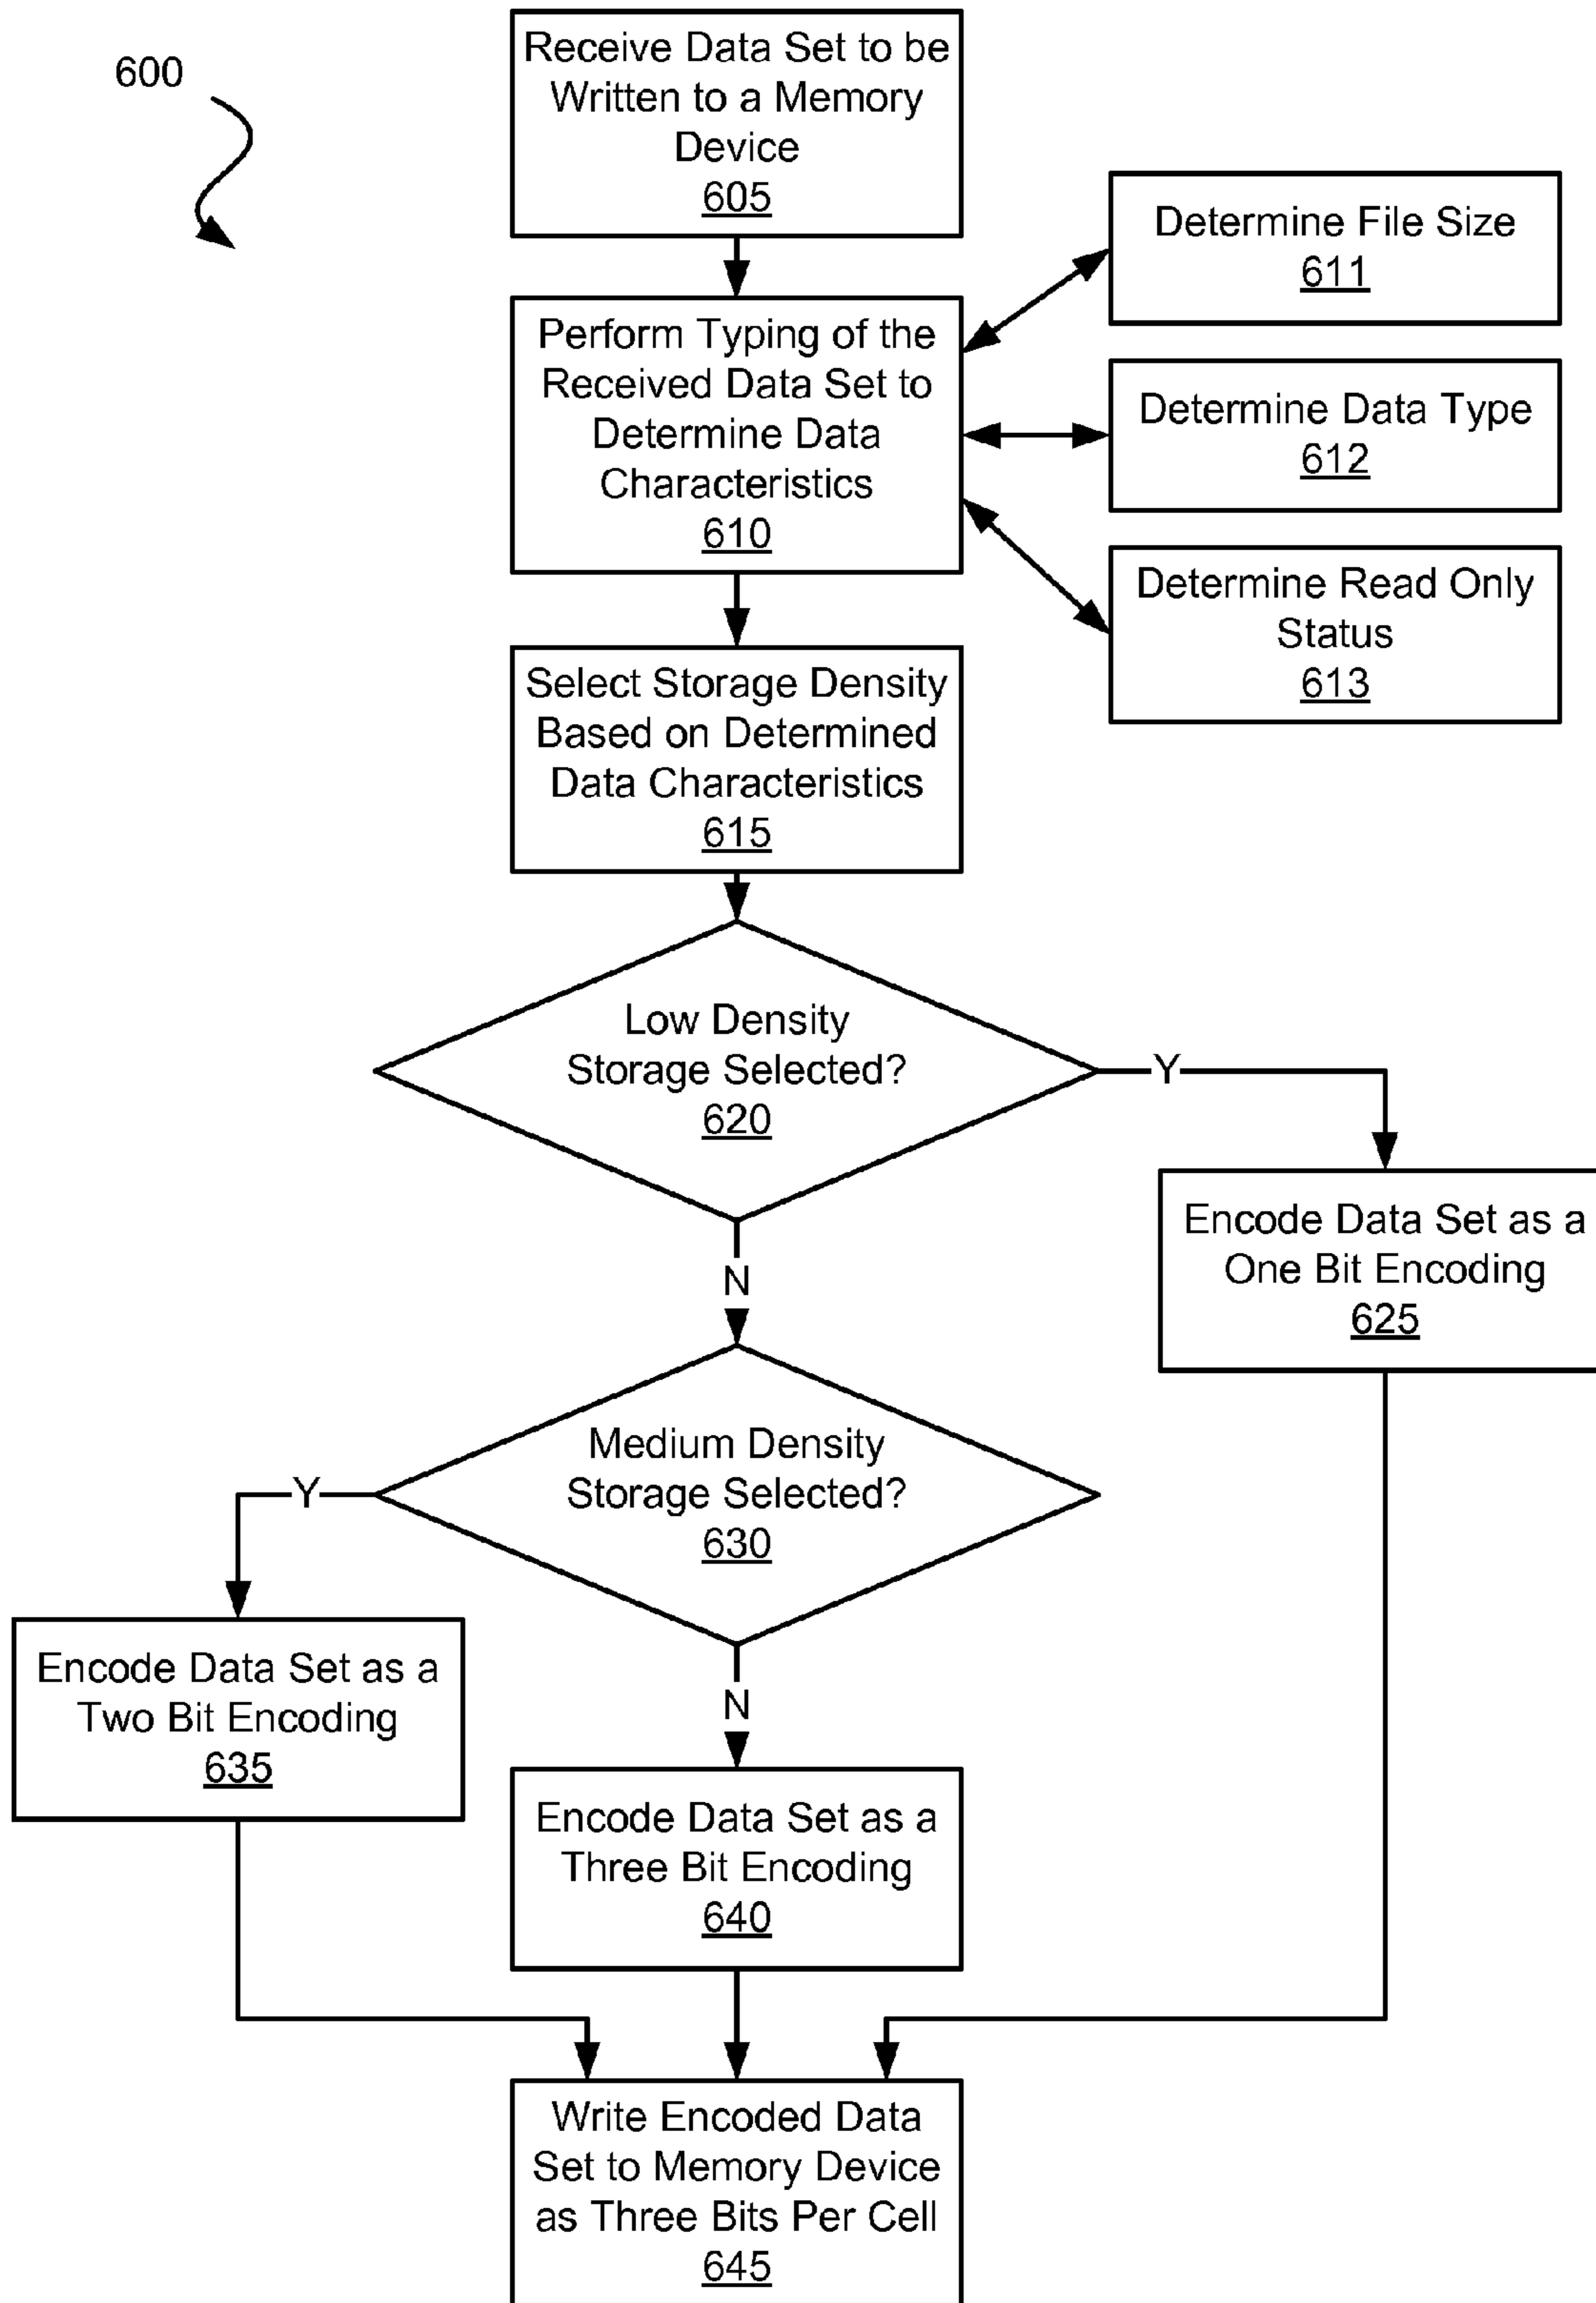 600
Receive Data Set to be
Written to a Memory
Device
605
Determine File Size
611
Perform Typing of the
Received Data Set to
Determine Data
Characteristics
610
Determine Data Type
612
Determine Read Only
Status
613
Select Storage Density
Based on Determined
Data Characteristics
615
Low Density
Storage Selected?
620
Y
N
Encode Data Set as a
One Bit Encoding
625
Medium Density
Storage Selected?
630
Y
N
Encode Data Set as a
Two Bit Encoding
635
Encode Data Set as a
Three Bit Encoding
640
Write Encoded Data
Set to Memory Device
as Three Bits Per Cell
645